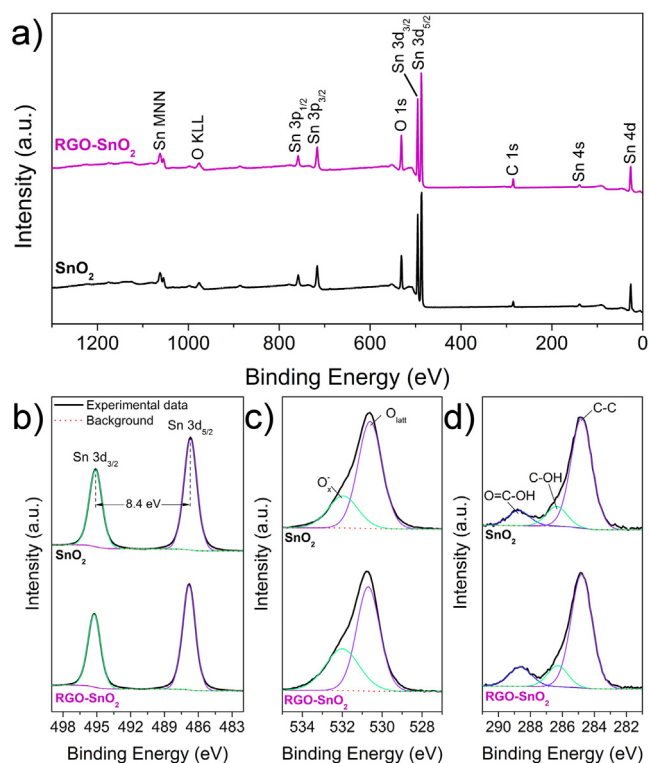 a)
Intensity (a.u.)
RGO-SnO₂
SnO₂
Sn MNN
O KLL
Sn 3p₁/₂
Sn 3p₃/₂
O 1s
Sn 3d₃/₂
Sn 3d₅/₂
C 1s
Sn 4s
Sn 4d
1200 1000 800 600 400 200 0
Binding Energy (eV)
b)
Experimental data
Background
Sn 3d₃/₂
Sn 3d₅/₂
8.4 eV
SnO₂
RGO-SnO₂
Intensity (a.u.)
498 495 492 489 486 483
Binding Energy (eV)
c)
Oₗₐₜₜ
Oₓ⁻
SnO₂
RGO-SnO₂
Intensity (a.u.)
534 532 530 528
Binding Energy (eV)
d)
C-C
C-OH
O=C-OH
SnO₂
RGO-SnO₂
Intensity (a.u.)
290 288 286 284 282
Binding Energy (eV)